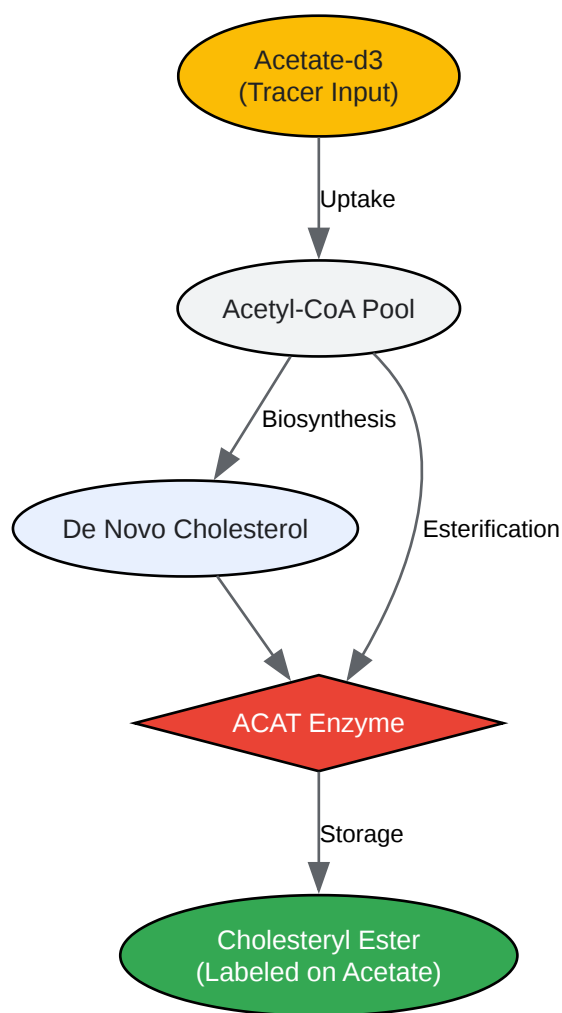 Acetate-d3
(Tracer Input)
Uptake
Acetyl-CoA Pool
Biosynthesis
De Novo Cholesterol
Esterification
ACAT Enzyme
Storage
Cholesteryl Ester
(Labeled on Acetate)